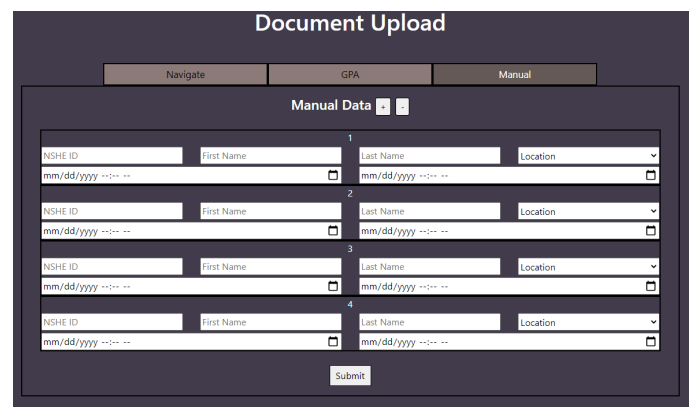 Document Upload
Navigate GPA Manual
Manual Data + -
1
NSHE ID First Name Last Name Location
mm/dd/yyyy --:-- -- mm/dd/yyyy --:-- --
2
NSHE ID First Name Last Name Location
mm/dd/yyyy --:-- -- mm/dd/yyyy --:-- --
3
NSHE ID First Name Last Name Location
mm/dd/yyyy --:-- -- mm/dd/yyyy --:-- --
4
NSHE ID First Name Last Name Location
mm/dd/yyyy --:-- -- mm/dd/yyyy --:-- --
Submit